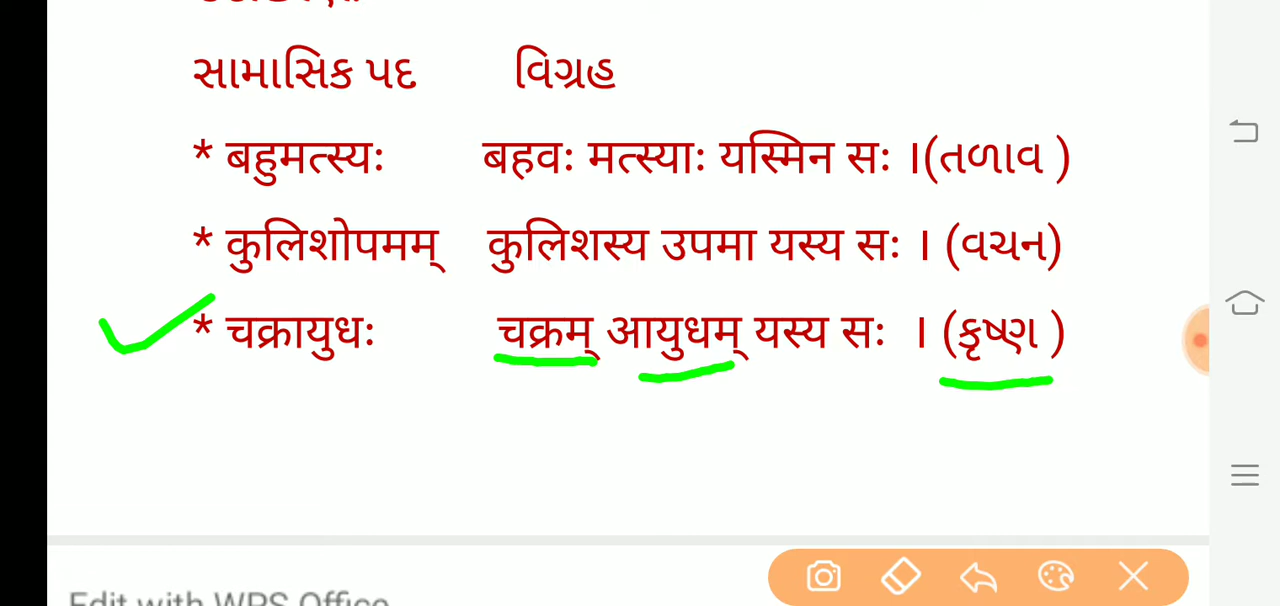 સામાસિક પદ વિગ્રહ
* बहुमत्स्यः बहवः मत्स्याः यस्मिन सः ।(તળાવ )
* कुलिशोपमम् कुलिशस्य उपमा यस्य सः । (વચન)
* चक्रायुधः चक्रम् आयुधम् यस्य सः । (કૃષ્ણ )
Edit with WPS Office